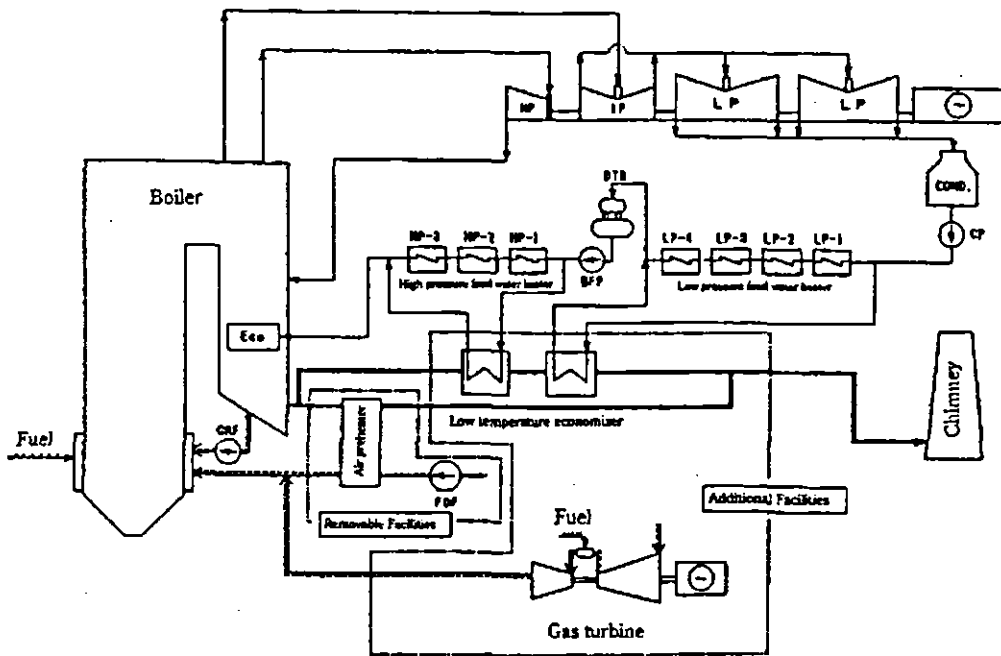 HP
IP
LP
LP
Boiler
COND.
CP
HP-3
HP-2
HP-1
BFP
LP-4
LP-3
LP-2
LP-1
High pressure feed water heater
Low pressure feed water heater
Eco
Low temperature economizer
Air preheater
GRF
Fuel
FDF
Removable Facilities
Additional Facilities
Chimney
Fuel
Gas turbine